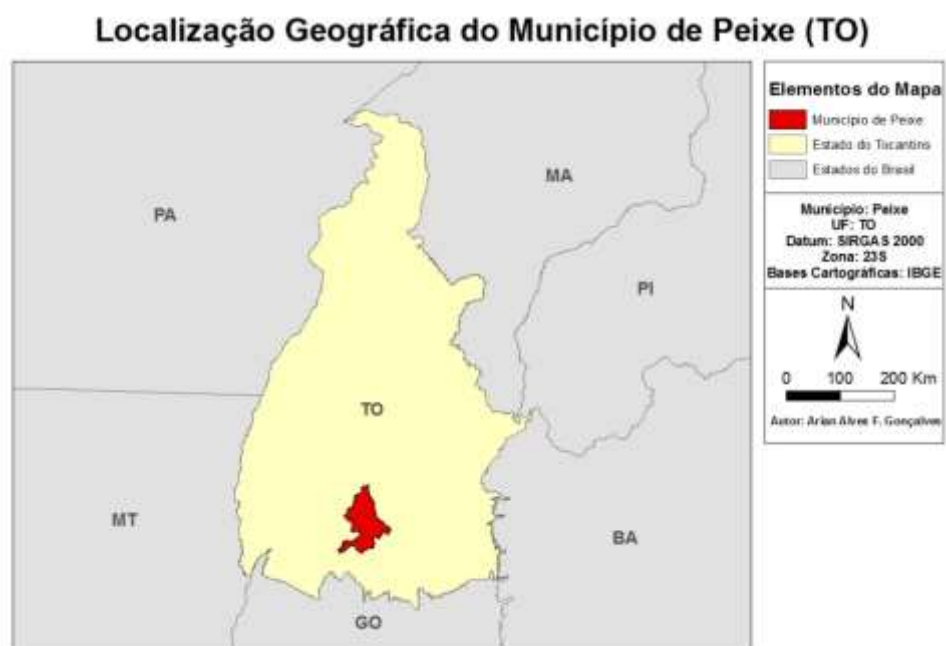 Localização Geográfica do Município de Peixe (TO)
PA
MA
PI
TO
MT
BA
GO
Elementos do Mapa
Município de Peixe
Estado do Tocantins
Estados do Brasil
Município: Peixe
UF: TO
Datum: SIRGAS 2000
Zona: 23S
Bases Cartográficas: IBGE
N
0 100 200 Km
Autor: Arian Alves F. Gonçalves